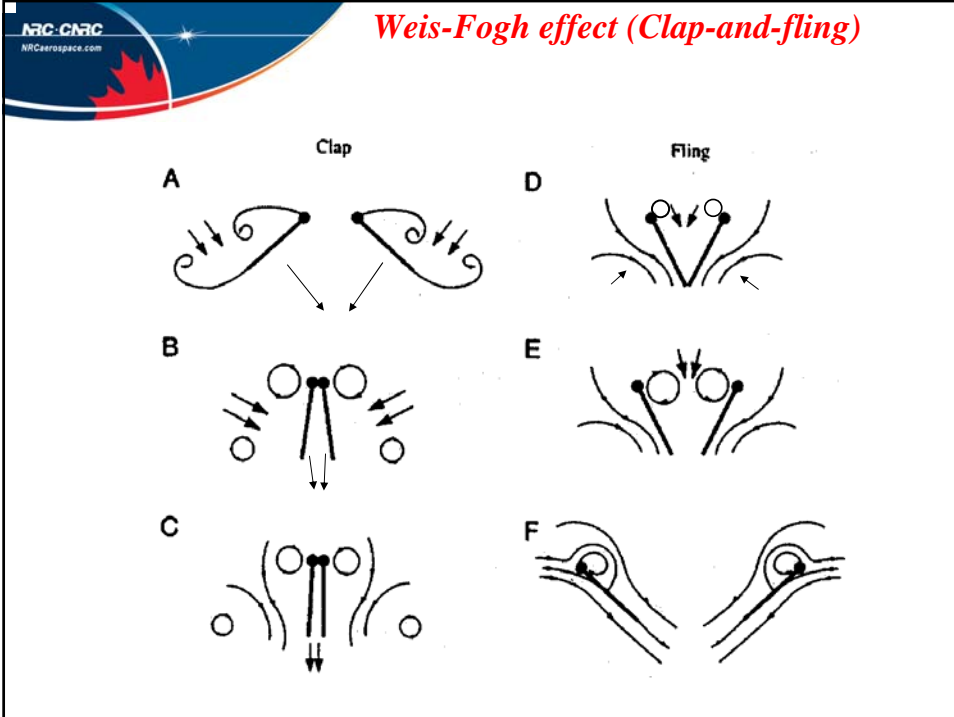 NRC·CNRC
NRCaerospace.com
Weis-Fogh effect (Clap-and-fling)
Clap
Fling
A
D
B
E
C
F